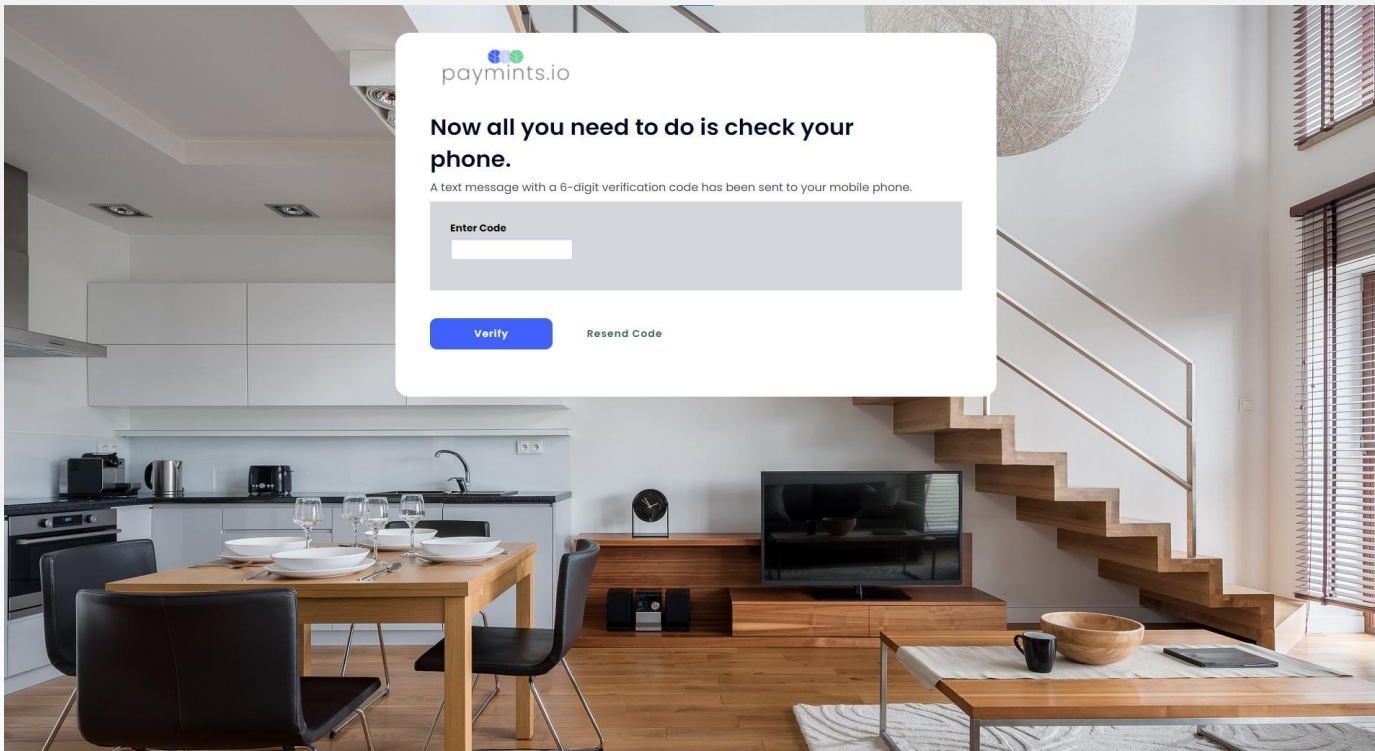 paymints.io
Now all you need to do is check your
phone.
A text message with a 6-digit verification code has been sent to your mobile phone.
Enter Code
Verify
Resend Code